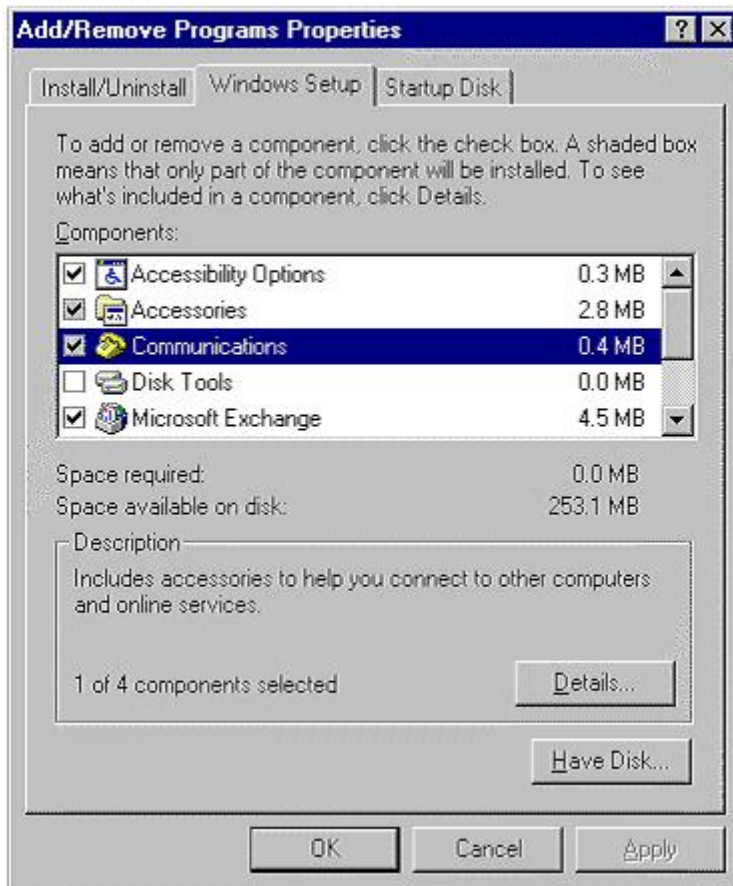 Add/Remove Programs Properties
Install/Uninstall Windows Setup Startup Disk
To add or remove a component, click the check box. A shaded box
means that only part of the component will be installed. To see
what's included in a component, click Details.
Components:
Accessibility Options 0.3 MB
Accessories 2.8 MB
Communications 0.4 MB
Disk Tools 0.0 MB
Microsoft Exchange 4.5 MB
Space required: 0.0 MB
Space available on disk: 253.1 MB
Description
Includes accessories to help you connect to other computers
and online services.
1 of 4 components selected Details...
Have Disk...
OK Cancel Apply